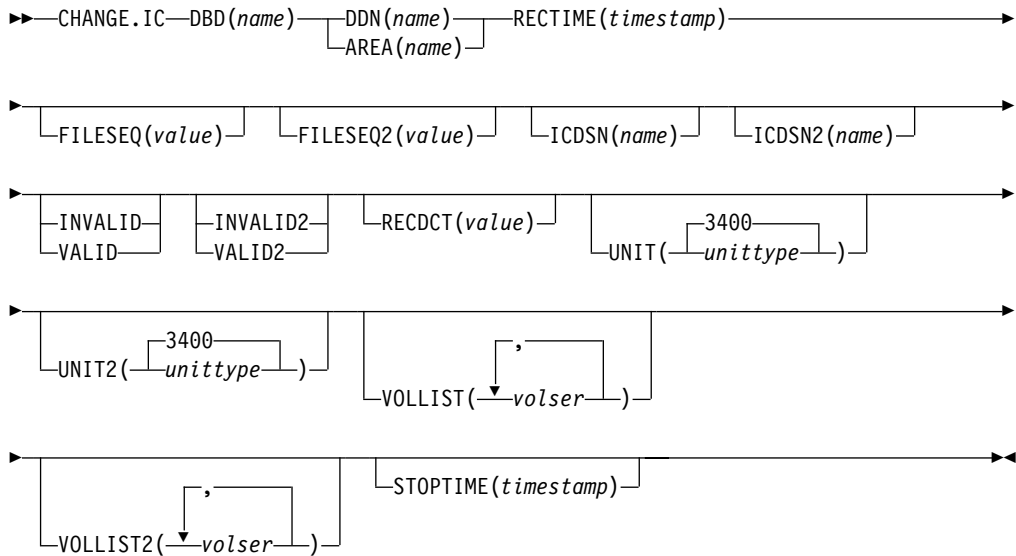 CHANGE.IC DBD(name) DDN(name) RECTIME(timestamp)
AREA(name)
FILESEQ(value) FILESEQ2(value) ICDSN(name) ICDSN2(name)
INVALID INVALID2 RECDCT(value) 3400
VALID VALID2 UNIT( unittype )
3400 ,
UNIT2( unittype ) VOLLIST( volser )
, STOPTIME(timestamp)
VOLLIST2( volser )